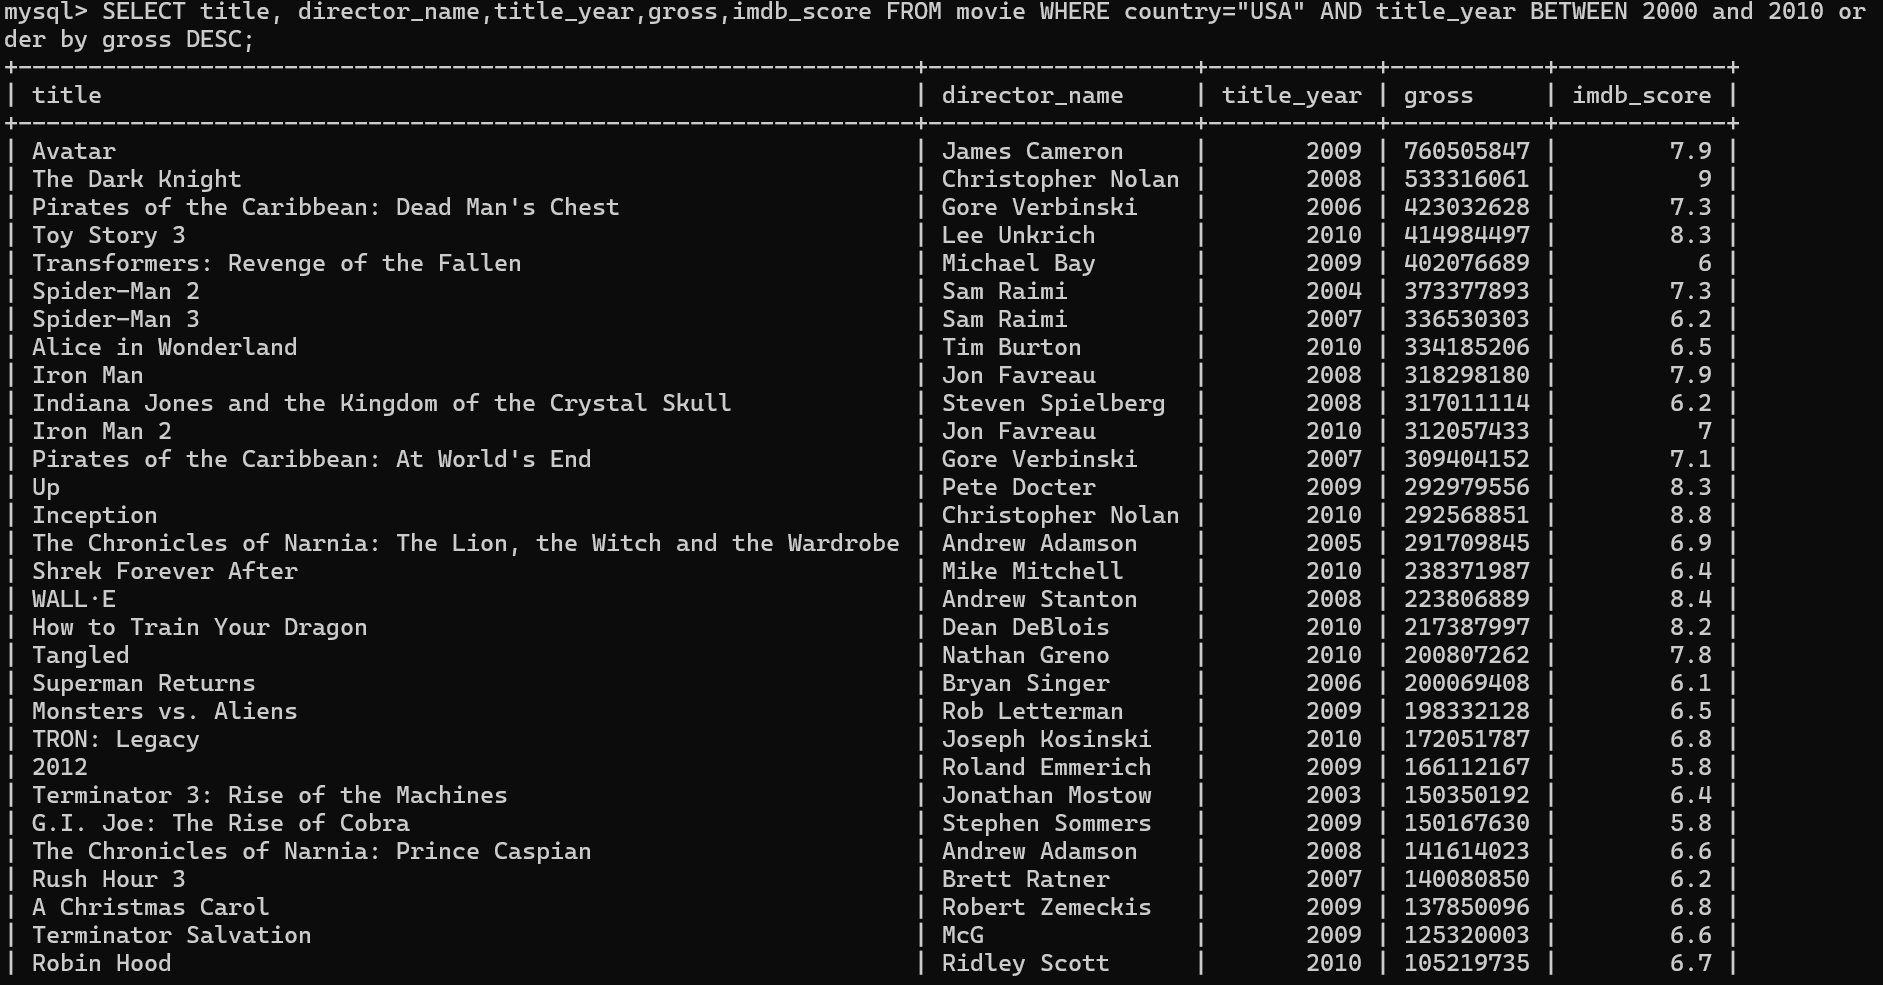 mysql> SELECT title, director_name,title_year,gross,imdb_score FROM movie WHERE country="USA" AND title_year BETWEEN 2000 and 2010 or
der by gross DESC;
+----------------------------------------------------------------+-------------------+------------+-----------+------------+
| title                                                          | director_name     | title_year | gross     | imdb_score |
+----------------------------------------------------------------+-------------------+------------+-----------+------------+
| Avatar                                                         | James Cameron     |       2009 | 760505847 |        7.9 |
| The Dark Knight                                                | Christopher Nolan |       2008 | 533316061 |          9 |
| Pirates of the Caribbean: Dead Man's Chest                     | Gore Verbinski    |       2006 | 423032628 |        7.3 |
| Toy Story 3                                                    | Lee Unkrich       |       2010 | 414984497 |        8.3 |
| Transformers: Revenge of the Fallen                            | Michael Bay       |       2009 | 402076689 |          6 |
| Spider-Man 2                                                   | Sam Raimi         |       2004 | 373377893 |        7.3 |
| Spider-Man 3                                                   | Sam Raimi         |       2007 | 336530303 |        6.2 |
| Alice in Wonderland                                            | Tim Burton        |       2010 | 334185206 |        6.5 |
| Iron Man                                                       | Jon Favreau       |       2008 | 318298180 |        7.9 |
| Indiana Jones and the Kingdom of the Crystal Skull             | Steven Spielberg  |       2008 | 317011114 |        6.2 |
| Iron Man 2                                                     | Jon Favreau       |       2010 | 312057433 |          7 |
| Pirates of the Caribbean: At World's End                       | Gore Verbinski    |       2007 | 309404152 |        7.1 |
| Up                                                             | Pete Docter       |       2009 | 292979556 |        8.3 |
| Inception                                                      | Christopher Nolan |       2010 | 292568851 |        8.8 |
| The Chronicles of Narnia: The Lion, the Witch and the Wardrobe | Andrew Adamson    |       2005 | 291709845 |        6.9 |
| Shrek Forever After                                            | Mike Mitchell     |       2010 | 238371987 |        6.4 |
| WALL·E                                                         | Andrew Stanton    |       2008 | 223806889 |        8.4 |
| How to Train Your Dragon                                       | Dean DeBlois      |       2010 | 217387997 |        8.2 |
| Tangled                                                        | Nathan Greno      |       2010 | 200807262 |        7.8 |
| Superman Returns                                               | Bryan Singer      |       2006 | 200069408 |        6.1 |
| Monsters vs. Aliens                                            | Rob Letterman     |       2009 | 198332128 |        6.5 |
| TRON: Legacy                                                   | Joseph Kosinski   |       2010 | 172051787 |        6.8 |
| 2012                                                           | Roland Emmerich   |       2009 | 166112167 |        5.8 |
| Terminator 3: Rise of the Machines                             | Jonathan Mostow   |       2003 | 150350192 |        6.4 |
| G.I. Joe: The Rise of Cobra                                    | Stephen Sommers   |       2009 | 150167630 |        5.8 |
| The Chronicles of Narnia: Prince Caspian                       | Andrew Adamson    |       2008 | 141614023 |        6.6 |
| Rush Hour 3                                                    | Brett Ratner      |       2007 | 140080850 |        6.2 |
| A Christmas Carol                                              | Robert Zemeckis   |       2009 | 137850096 |        6.8 |
| Terminator Salvation                                           | McG               |       2009 | 125320003 |        6.6 |
| Robin Hood                                                     | Ridley Scott      |       2010 | 105219735 |        6.7 |